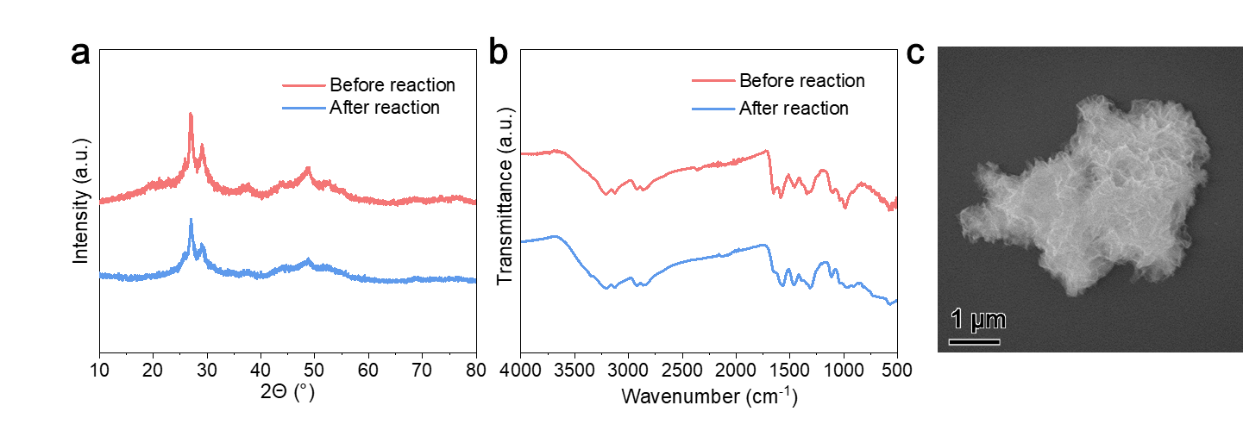 a
Before reaction
After reaction
Intensity (a.u.)
10 20 30 40 50 60 70 80
2Θ (°)
b
Before reaction
After reaction
Transmittance (a.u.)
4000 3500 3000 2500 2000 1500 1000 500
Wavenumber (cm⁻¹)
c
1 μm